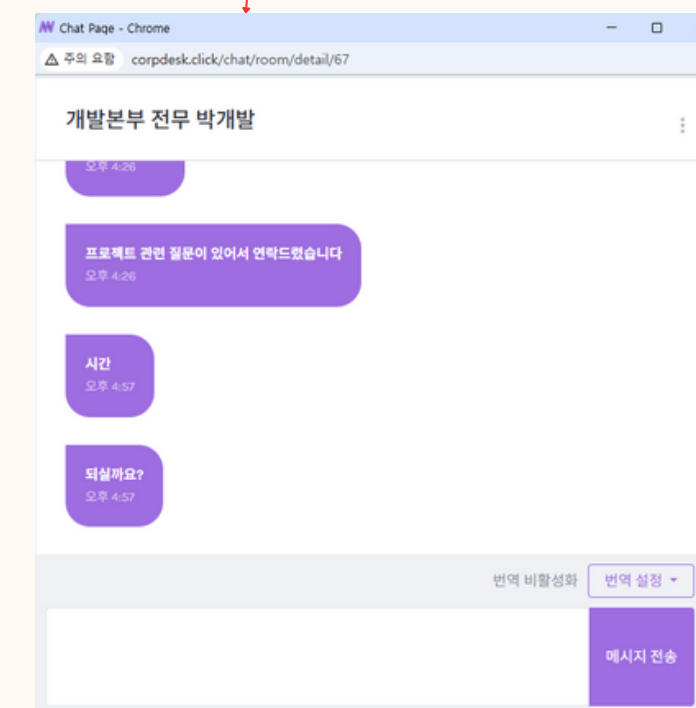 Chat Page - Chrome
주의 요함 corpdesk.click/chat/room/detail/67
개발본부 전무 박개발
오후 4:26
프로젝트 관련 질문이 있어서 연락드렸습니다
오후 4:26
시간
오후 4:57
되실까요?
오후 4:57
번역 비활성화 번역 설정
메시지 전송